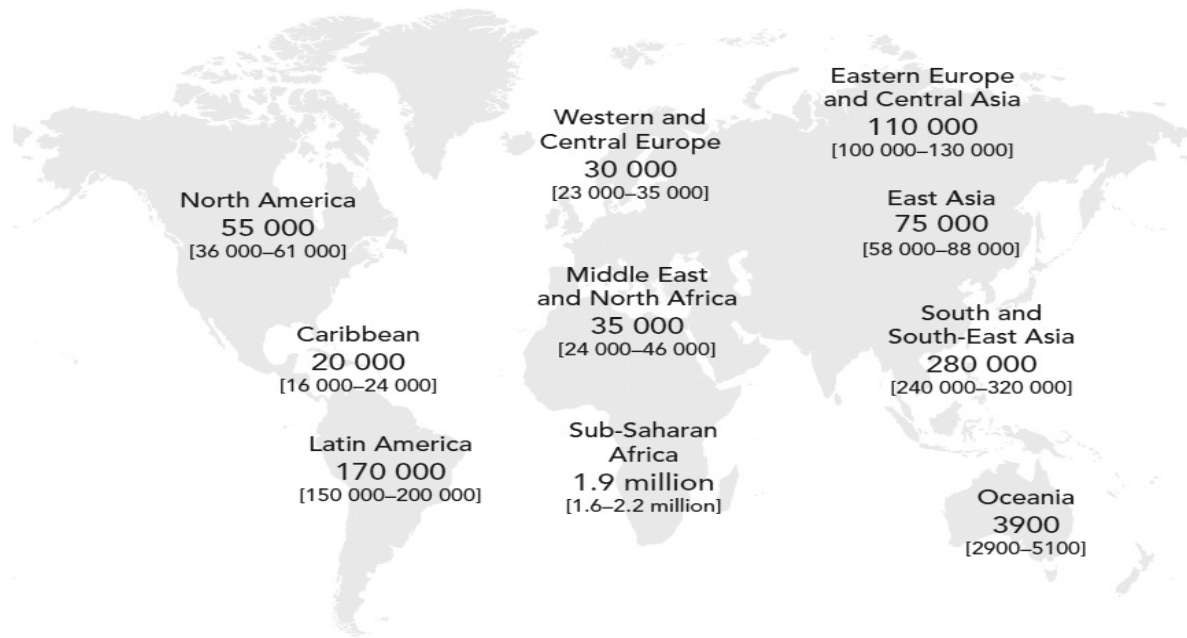 North America
55 000
[36 000–61 000]
Caribbean
20 000
[16 000–24 000]
Latin America
170 000
[150 000–200 000]
Western and
Central Europe
30 000
[23 000–35 000]
Middle East
and North Africa
35 000
[24 000–46 000]
Sub-Saharan
Africa
1.9 million
[1.6–2.2 million]
Eastern Europe
and Central Asia
110 000
[100 000–130 000]
East Asia
75 000
[58 000–88 000]
South and
South-East Asia
280 000
[240 000–320 000]
Oceania
3900
[2900–5100]